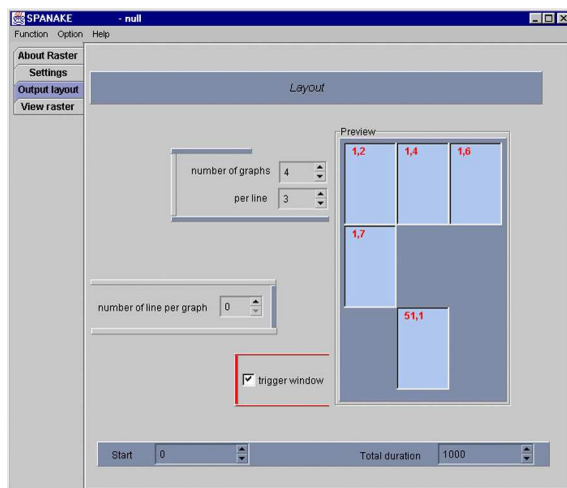 SPANAKE - null
Function Option Help
About Raster
Settings
Output layout
View raster
Layout
number of graphs 4
per line 3
Preview
1,2 1,4 1,6
1,7
51,1
number of line per graph 0
trigger window
Start 0 Total duration 1000